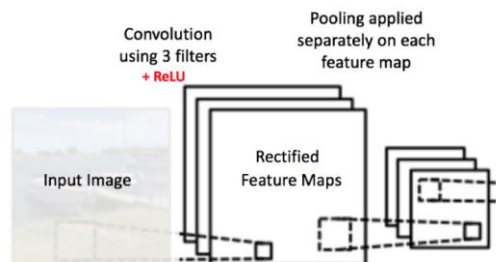 Convolution
using 3 filters
+ ReLU
Pooling applied
separately on each
feature map
Input Image
Rectified
Feature Maps